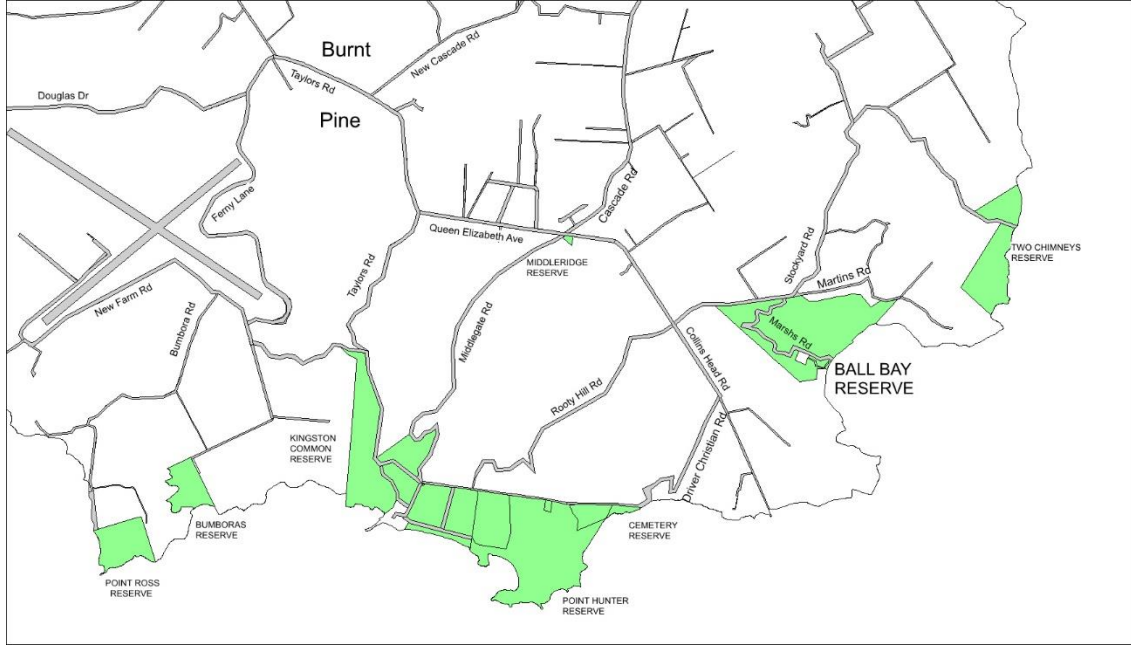 Burnt
New Cascade Rd
Taylors Rd
Douglas Dr
Pine
Ferny Lane
Cascade Rd
Queen Elizabeth Ave
MIDDLERIDGE
RESERVE
TWO CHIMNEYS
RESERVE
Stockyard Rd
Martins Rd
Taylors Rd
New Farm Rd
Bumbora Rd
Middlegate Rd
Marshs Rd
Collins Head Rd
BALL BAY
RESERVE
Rooty Hill Rd
Driver Christian Rd
KINGSTON
COMMON
RESERVE
BUMBORAS
RESERVE
CEMETERY
RESERVE
POINT ROSS
RESERVE
POINT HUNTER
RESERVE